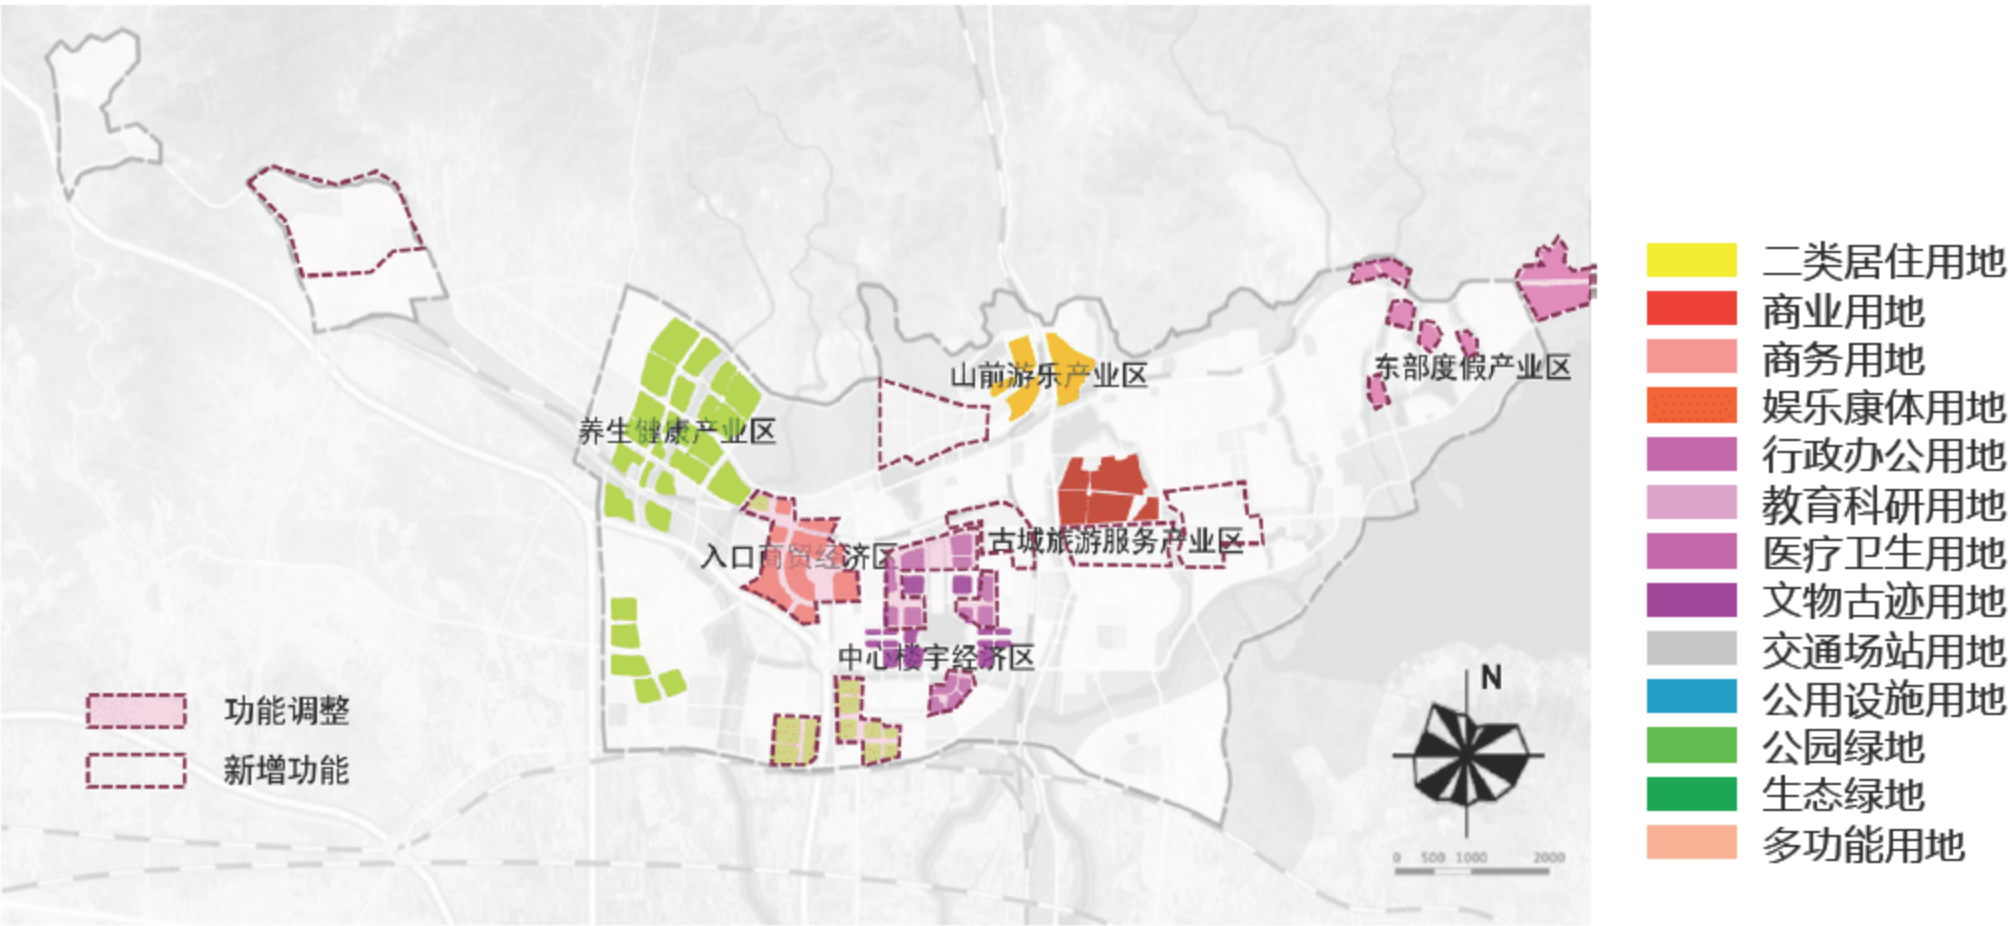 山前游乐产业区
东部度假产业区
养生健康产业区
古城旅游服务产业区
入口商贸经济区
中心楼宇经济区
功能调整
新增功能
N
0 500 1000 2000
二类居住用地
商业用地
商务用地
娱乐康体用地
行政办公用地
教育科研用地
医疗卫生用地
文物古迹用地
交通场站用地
公用设施用地
公园绿地
生态绿地
多功能用地